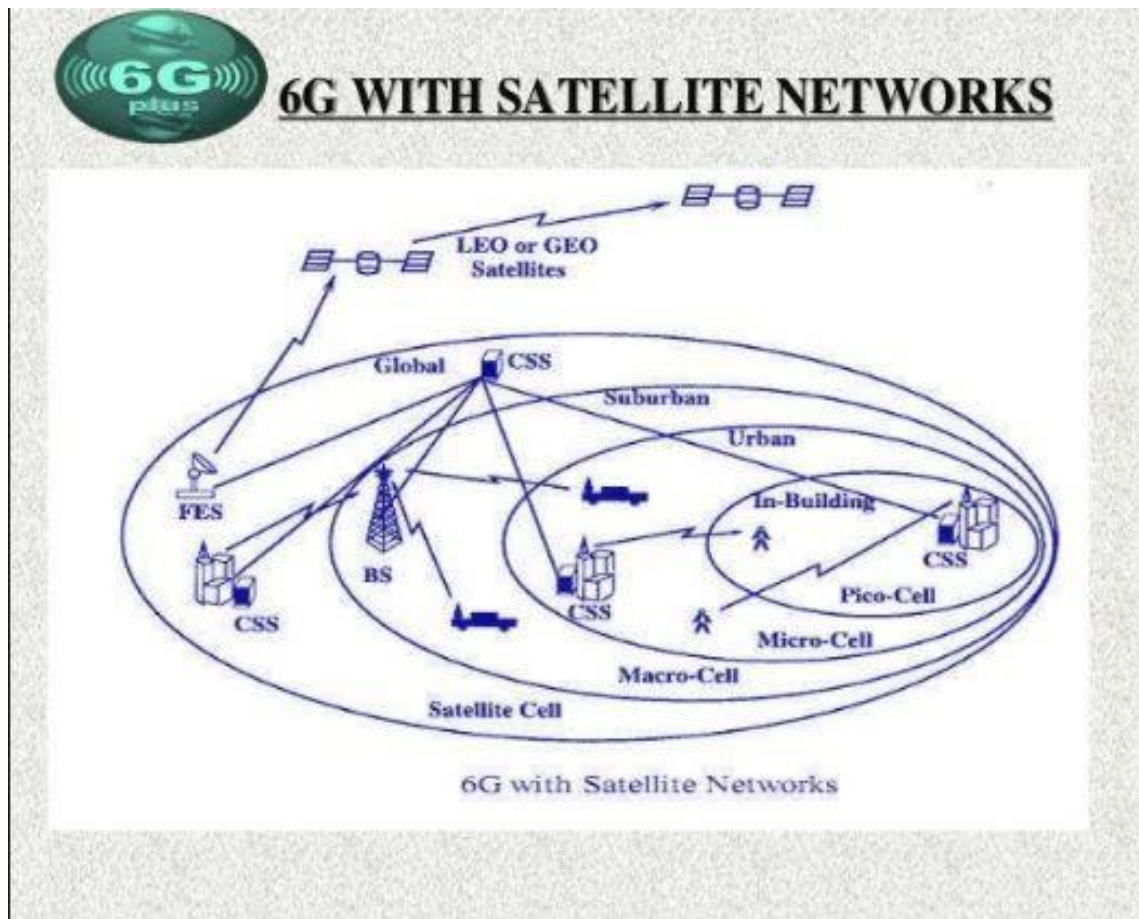 (((6G)))
plus
6G WITH SATELLITE NETWORKS
LEO or GEO
Satellites
Global
CSS
Suburban
Urban
In-Building
FES
BS
CSS
CSS
CSS
Pico-Cell
Micro-Cell
Macro-Cell
Satellite Cell
6G with Satellite Networks